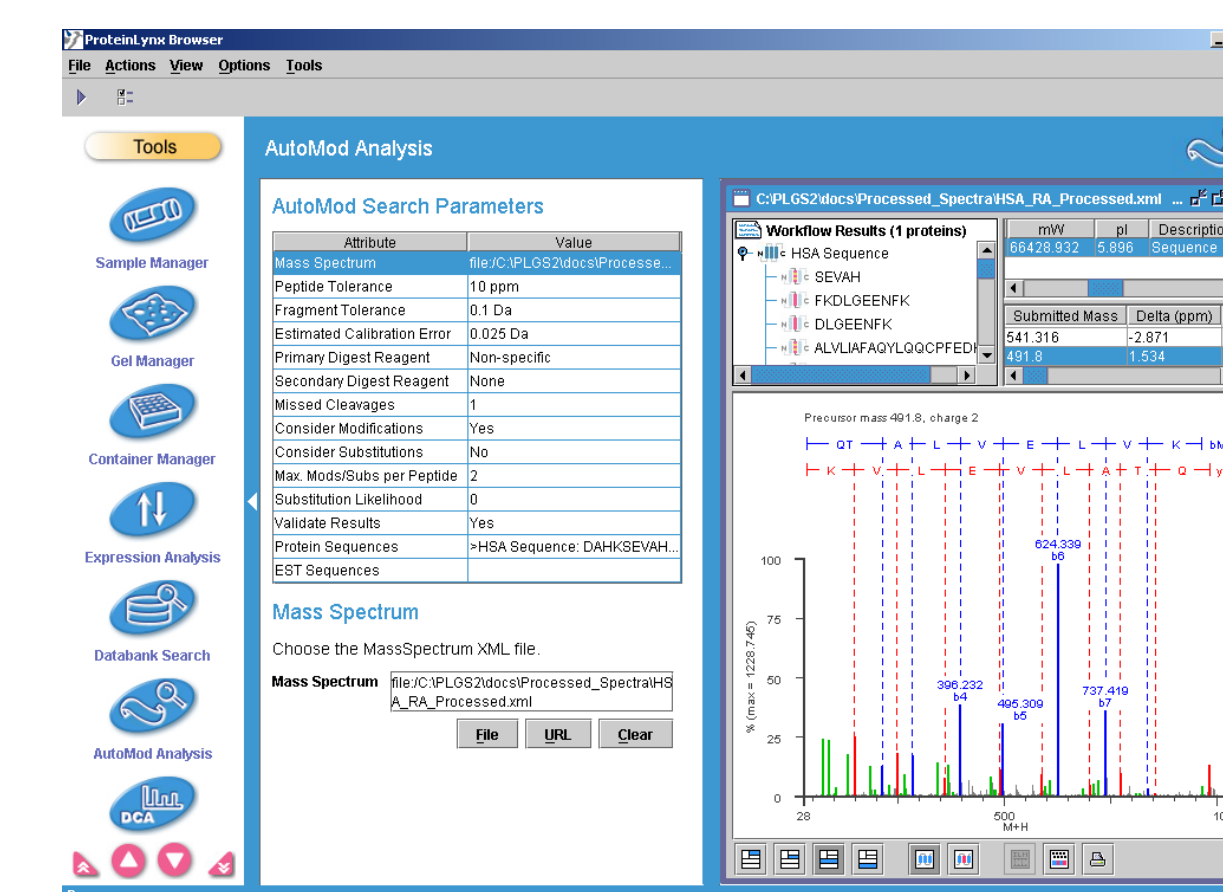 ProteinLynx Browser
File Actions View Options Tools
Tools
Sample Manager
Gel Manager
Container Manager
Expression Analysis
Databank Search
AutoMod Analysis
DCA
AutoMod Analysis
AutoMod Search Parameters
Attribute Value
Mass Spectrum file:/C:\PLGS2\docs\Processe...
Peptide Tolerance 10 ppm
Fragment Tolerance 0.1 Da
Estimated Calibration Error 0.025 Da
Primary Digest Reagent Non-specific
Secondary Digest Reagent None
Missed Cleavages 1
Consider Modifications Yes
Consider Substitutions No
Max. Mods/Subs per Peptide 2
Substitution Likelihood 0
Validate Results Yes
Protein Sequences >HSA Sequence: DAHKSEVAH...
EST Sequences
Mass Spectrum
Choose the MassSpectrum XML file.
Mass Spectrum file:/C:\PLGS2\docs\Processed_Spectra\HS
A_RA_Processed.xml
File URL Clear
C:\PLGS2\docs\Processed_Spectra\HSA_RA_Processed.xml ...
Workflow Results (1 proteins)
N C HSA Sequence
N C SEVAH
N C FKDLGEENFK
N C DLGEENFK
N C ALVLIAFAQYLQQCPFED
mW pI Descriptio
66428.932 5.896 Sequence
Submitted Mass Delta (ppm)
541.316 -2.871
491.8 1.534
Precursor mass 491.8, charge 2
QT A L V E L V K bM
K V L E V L A T Q y
624.339
b6
396.232
b4
495.309
b5
737.419
b7
% (max = 1228.745)
100
75
50
25
0
28 500 10
M+H